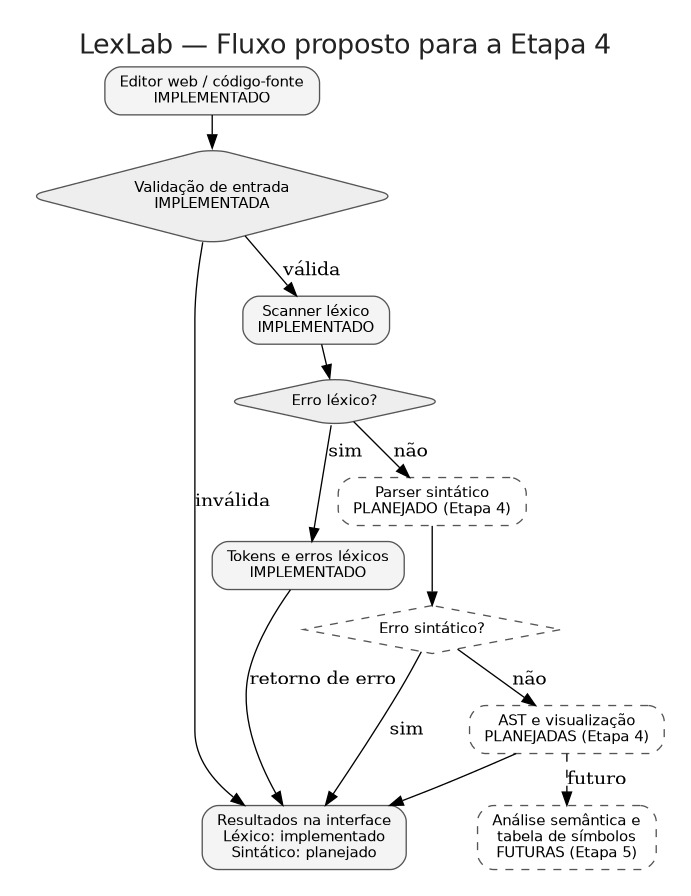 LexLab — Fluxo proposto para a Etapa 4
Editor web / código-fonte
IMPLEMENTADO
Validação de entrada
IMPLEMENTADA
válida
Scanner léxico
IMPLEMENTADO
Erro léxico?
sim
não
inválida
Parser sintático
PLANEJADO (Etapa 4)
Tokens e erros léxicos
IMPLEMENTADO
Erro sintático?
retorno de erro
não
sim
AST e visualização
PLANEJADAS (Etapa 4)
futuro
Resultados na interface
Léxico: implementado
Sintático: planejado
Análise semântica e
tabela de símbolos
FUTURAS (Etapa 5)